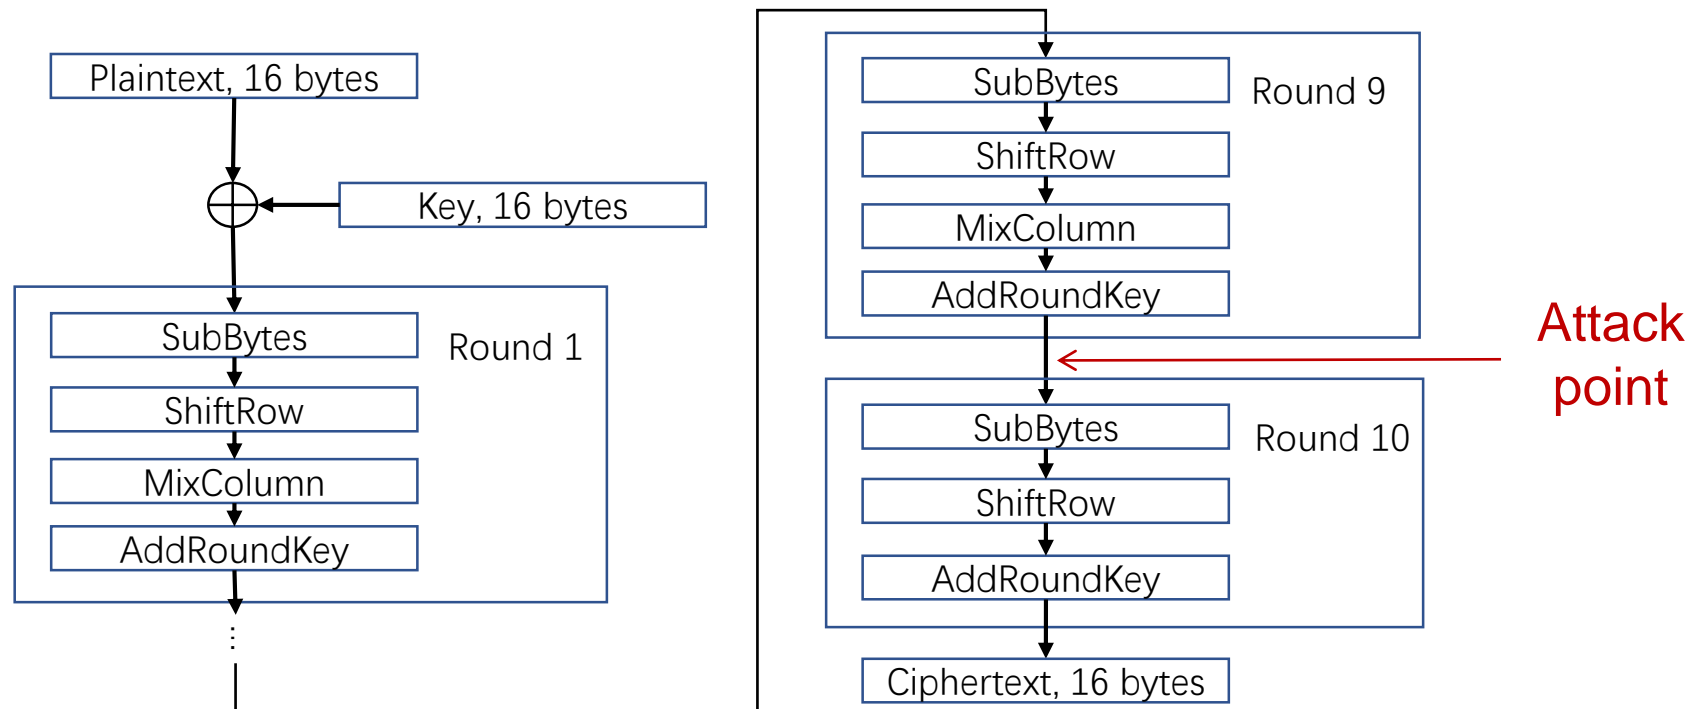 Plaintext, 16 bytes
Key, 16 bytes
SubBytes
Round 1
ShiftRow
MixColumn
AddRoundKey
...
SubBytes
Round 9
ShiftRow
MixColumn
AddRoundKey
Attack
point
SubBytes
Round 10
ShiftRow
AddRoundKey
Ciphertext, 16 bytes